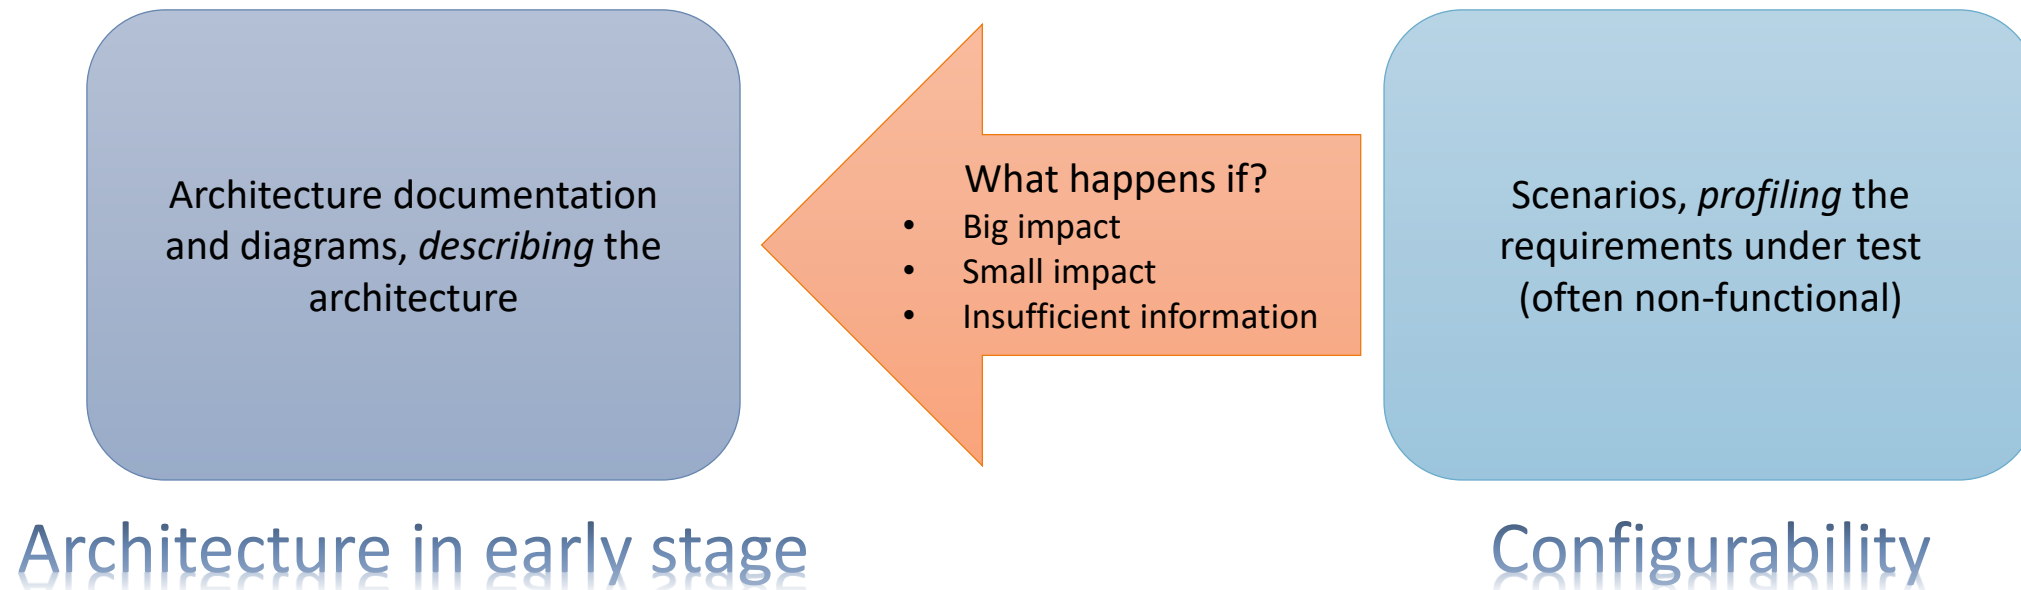 Architecture documentation
and diagrams, describing the
architecture
What happens if?
• Big impact
• Small impact
• Insufficient information
Scenarios, profiling the
requirements under test
(often non-functional)
Architecture in early stage
Configurability